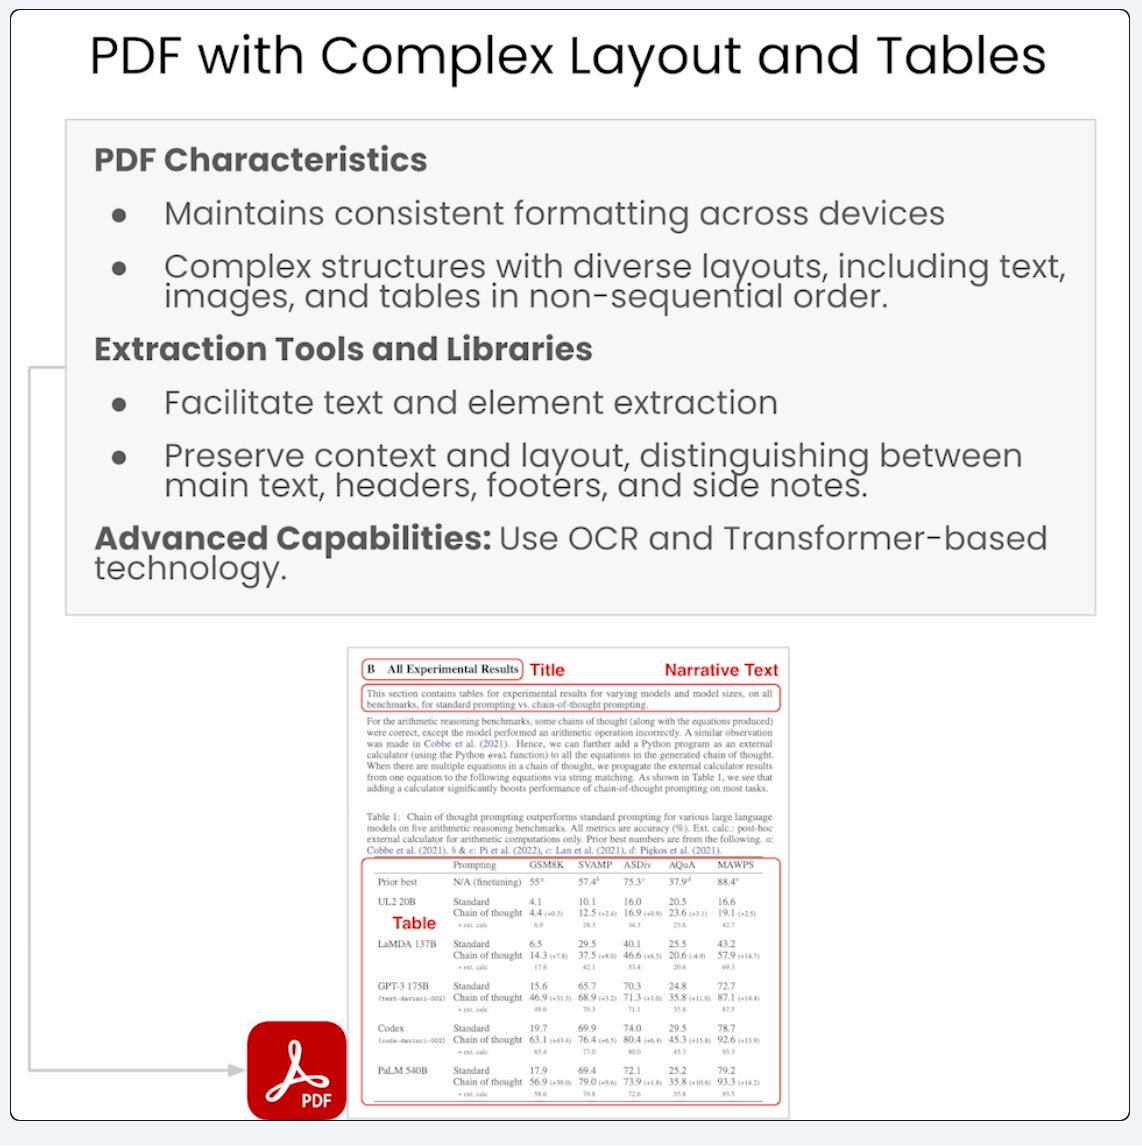 PDF with Complex Layout and Tables
PDF Characteristics
● Maintains consistent formatting across devices
● Complex structures with diverse layouts, including text,
images, and tables in non-sequential order.
Extraction Tools and Libraries
● Facilitate text and element extraction
● Preserve context and layout, distinguishing between
main text, headers, footers, and side notes.
Advanced Capabilities: Use OCR and Transformer-based
technology.
B All Experimental Results Title Narrative Text
This section contains tables for experimental results for varying models and model sizes, on all
benchmarks, for standard prompting vs. chain-of-thought prompting.
For the arithmetic reasoning benchmarks, some chains of thought (along with the equations produced)
were correct, except the model performed an arithmetic operation incorrectly. A similar observation
was made in Cobbe et al. (2021). Hence, we can further add a Python program as an external
calculator (using the Python eval function) to all the equations in the generated chain of thought.
When there are multiple equations in a chain of thought, we propagate the external calculator results
from one equation to the following equations via string matching. As shown in Table 1, we see that
adding a calculator significantly boosts performance of chain-of-thought prompting on most tasks.
Table 1: Chain of thought prompting outperforms standard prompting for various large language
models on five arithmetic reasoning benchmarks. All metrics are accuracy (%). Ext. calc.: post-hoc
external calculator for arithmetic computations only. Prior best numbers are from the following. a:
Cobbe et al. (2021). b & e: Pi et al. (2022), c: Lan et al. (2021), d: Piękos et al. (2021).
Prompting GSM8K SVAMP ASDiv AQuA MAWPS
Prior best N/A (finetuning) 55ᵃ 57.4ᵇ 75.3ᶜ 37.9ᵈ 88.4ᵉ
UL2 20B Standard 4.1 10.1 16.0 20.5 16.6
Chain of thought 4.4 (+0.3) 12.5 (+2.4) 16.9 (+0.9) 23.6 (+3.1) 19.1 (+2.5)
Table + ext. calc 6.9 28.3 34.3 23.6 42.7
LaMDA 137B Standard 6.5 29.5 40.1 25.5 43.2
Chain of thought 14.3 (+7.8) 37.5 (+8.0) 46.6 (+6.5) 20.6 (-4.9) 57.9 (+14.7)
+ ext. calc 17.8 42.1 53.4 20.6 69.3
GPT-3 175B Standard 15.6 65.7 70.3 24.8 72.7
(text-davinci-002) Chain of thought 46.9 (+31.3) 68.9 (+3.2) 71.3 (+1.0) 35.8 (+11.0) 87.1 (+14.4)
+ ext. calc 49.6 70.3 71.1 35.8 87.5
Codex Standard 19.7 69.9 74.0 29.5 78.7
(code-davinci-002) Chain of thought 63.1 (+43.4) 76.4 (+6.5) 80.4 (+6.4) 45.3 (+15.8) 92.6 (+13.9)
+ ext. calc 65.4 77.0 80.0 45.3 93.3
PaLM 540B Standard 17.9 69.4 72.1 25.2 79.2
Chain of thought 56.9 (+39.0) 79.0 (+9.6) 73.9 (+1.8) 35.8 (+10.6) 93.3 (+14.2)
+ ext. calc 58.6 79.8 72.6 35.8 93.5
PDF